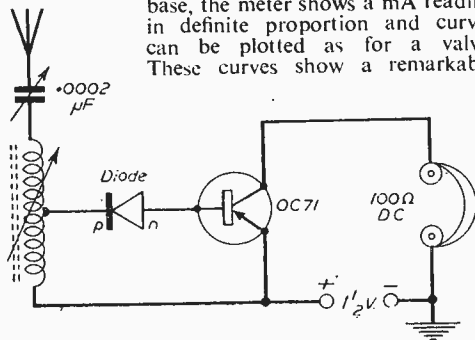 base, the meter shows a mA readin
in definite proportion and curv
can be plotted as for a valv
These curves show a remarkab
·0002
µF
Diode
p n
OC71
100Ω
DC
+ 1½V. −